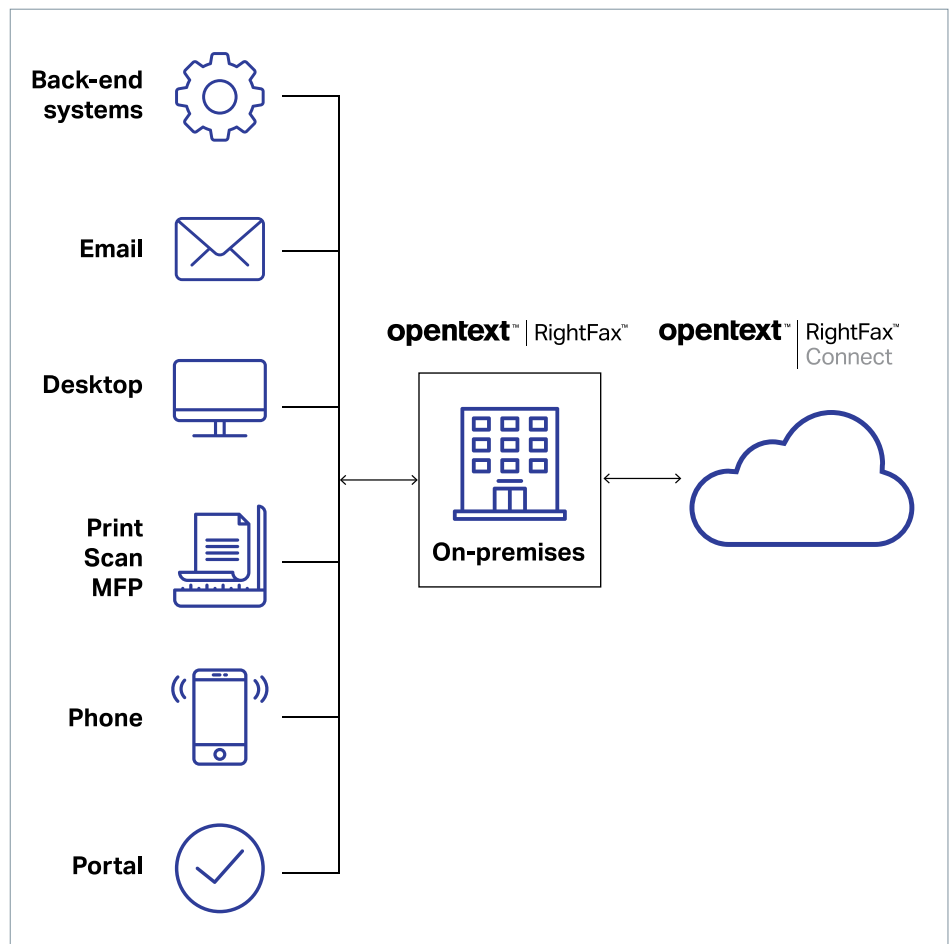 Back-end
systems
Email
Desktop
Print
Scan
MFP
Phone
Portal
opentext™ | RightFax™
On-premises
opentext™ | RightFax™
Connect